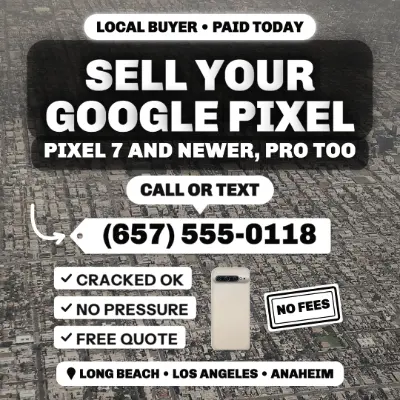 LOCAL BUYER • PAID TODAY
SELL YOUR
GOOGLE PIXEL
PIXEL 7 AND NEWER, PRO TOO
CALL OR TEXT
(657) 555-0118
✓ CRACKED OK
✓ NO PRESSURE
✓ FREE QUOTE
NO FEES
LONG BEACH • LOS ANGELES • ANAHEIM